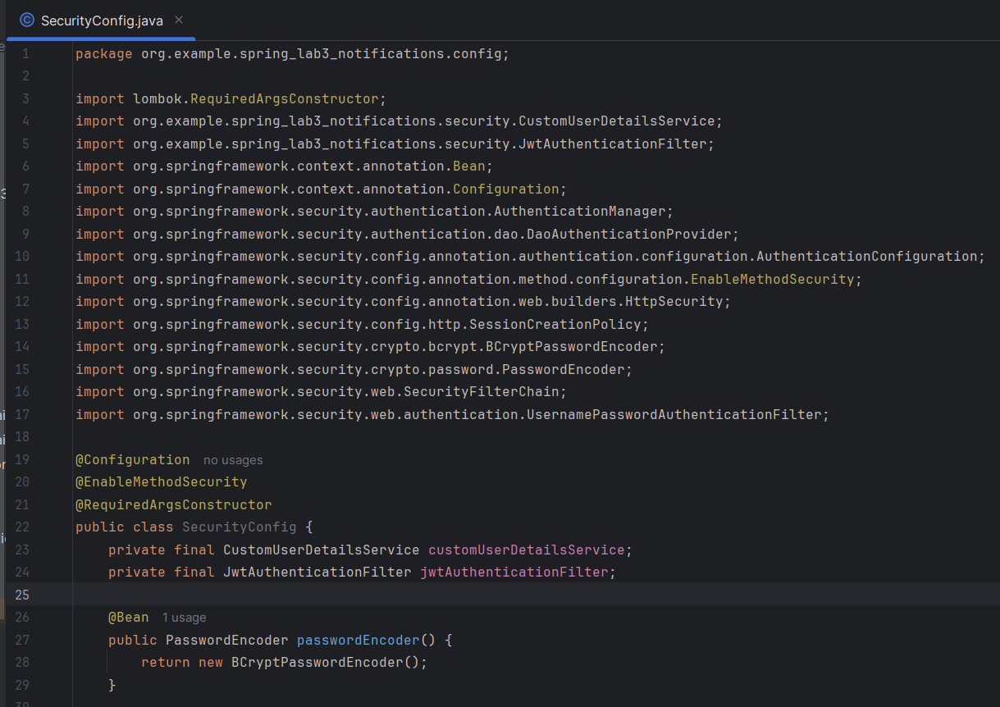 SecurityConfig.java
1 package org.example.spring_lab3_notifications.config;
2
3 import lombok.RequiredArgsConstructor;
4 import org.example.spring_lab3_notifications.security.CustomUserDetailsService;
5 import org.example.spring_lab3_notifications.security.JwtAuthenticationFilter;
6 import org.springframework.context.annotation.Bean;
7 import org.springframework.context.annotation.Configuration;
8 import org.springframework.security.authentication.AuthenticationManager;
9 import org.springframework.security.authentication.dao.DaoAuthenticationProvider;
10 import org.springframework.security.config.annotation.authentication.configuration.AuthenticationConfiguration;
11 import org.springframework.security.config.annotation.method.configuration.EnableMethodSecurity;
12 import org.springframework.security.config.annotation.web.builders.HttpSecurity;
13 import org.springframework.security.config.http.SessionCreationPolicy;
14 import org.springframework.security.crypto.bcrypt.BCryptPasswordEncoder;
15 import org.springframework.security.crypto.password.PasswordEncoder;
16 import org.springframework.security.web.SecurityFilterChain;
17 import org.springframework.security.web.authentication.UsernamePasswordAuthenticationFilter;
18
19 @Configuration no usages
20 @EnableMethodSecurity
21 @RequiredArgsConstructor
22 public class SecurityConfig {
23 private final CustomUserDetailsService customUserDetailsService;
24 private final JwtAuthenticationFilter jwtAuthenticationFilter;
25
26 @Bean 1 usage
27 public PasswordEncoder passwordEncoder() {
28 return new BCryptPasswordEncoder();
29 }